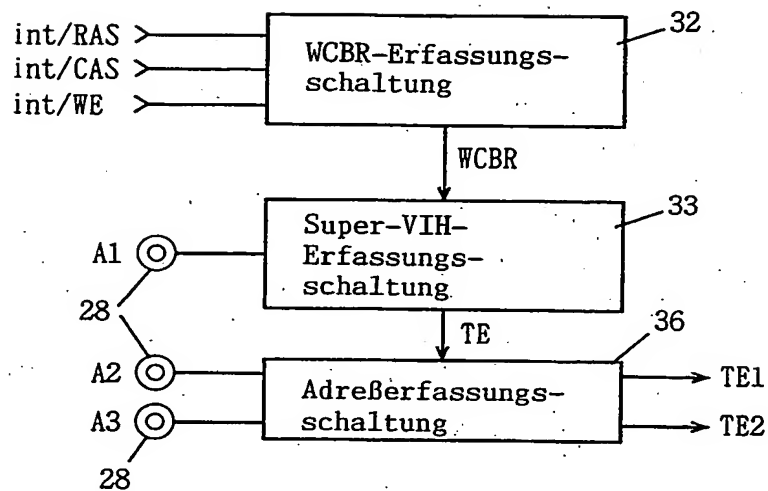 int/RAS
int/CAS
int/WE
WCBR-Erfassungs-
schaltung
32
WCBR
A1
Super-VIH-
Erfassungs-
schaltung
33
28
TE
36
A2
A3
Adreßerfassungs-
schaltung
TE1
TE2
28